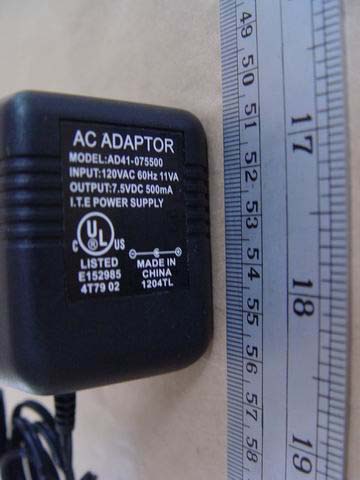 AC ADAPTOR
MODEL:AD41-075500
INPUT:120VAC 60Hz 11VA
OUTPUT:7.5VDC 500mA
I.T.E POWER SUPPLY
C UL US
LISTED
E152985
4T79 02
MADE IN
CHINA
1204TL
49
50
51
52
53
54
55
56
57
58
17
18
19